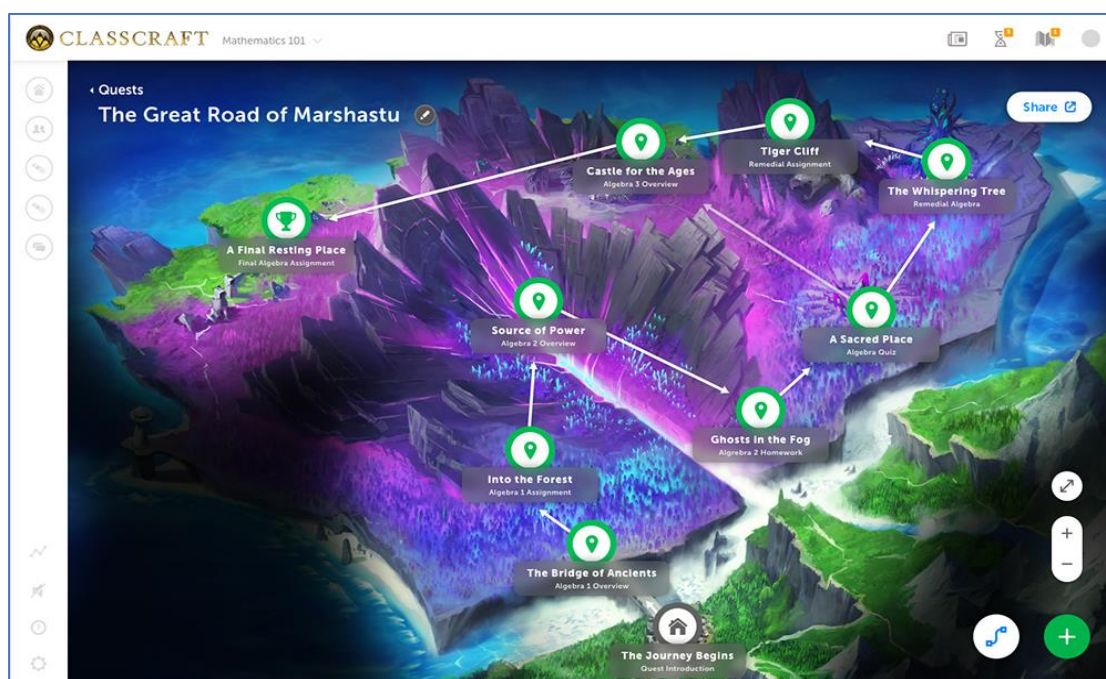 CLASSCRAFT Mathematics 101
5
1
Quests
The Great Road of Marshastu
Share
Tiger Cliff
Remedial Assignment
Castle for the Ages
Algebra 3 Overview
The Whispering Tree
Remedial Algebra
A Final Resting Place
Final Algebra Assignment
Source of Power
Algebra 2 Overview
A Sacred Place
Algebra Quiz
Ghosts in the Fog
Algrebra 2 Homework
Into the Forest
Algebra 1 Assignment
The Bridge of Ancients
Algebra 1 Overview
The Journey Begins
Quest Introduction